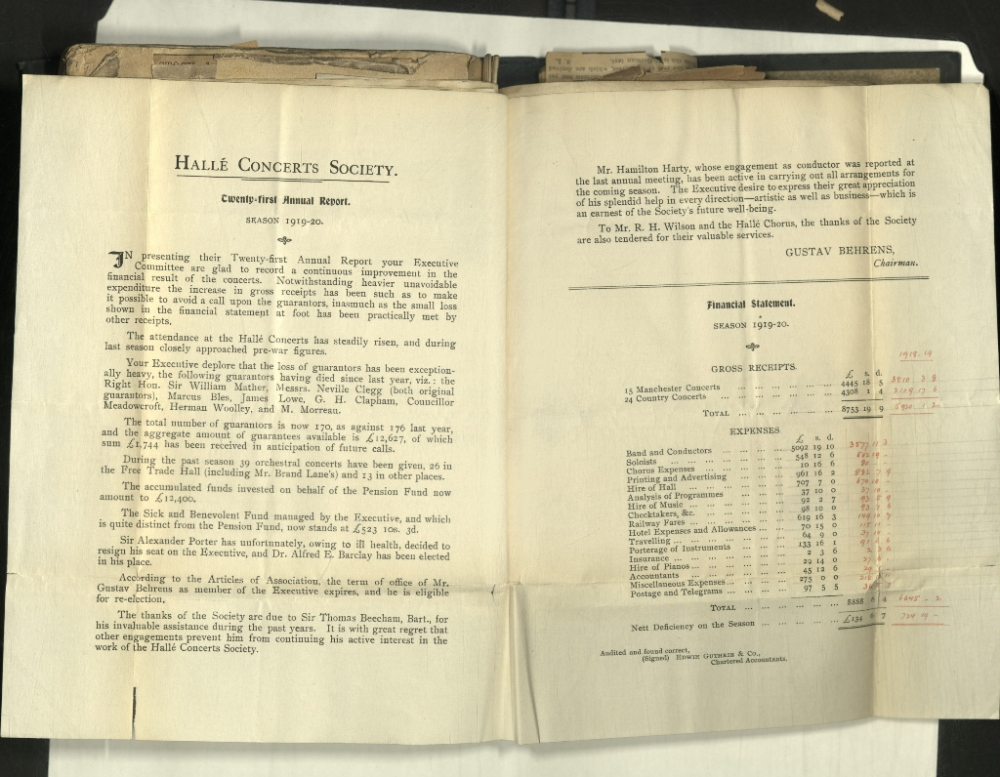 HALLÉ CONCERTS SOCIETY.
Twenty-first Annual Report.
SEASON 1919-20.
IN presenting their Twenty-first Annual Report your Executive
Committee are glad to record a continuous improvement in the
financial result of the concerts. Notwithstanding heavier unavoidable
expenditure the increase in gross receipts has been such as to make
it possible to avoid a call upon the guarantors, inasmuch as the small loss
shown in the financial statement at foot has been practically met by
other receipts.
The attendance at the Hallé Concerts has steadily risen, and during
last season closely approached pre-war figures.
Your Executive deplore that the loss of guarantors has been exception-
ally heavy, the following guarantors having died since last year, viz.: the
Right Hon. Sir William Mather, Messrs. Neville Clegg (both original
guarantors), Marcus Bles, James Lowe, G. H. Clapham, Councillor
Meadowcroft, Herman Woolley, and M. Morreau.
The total number of guarantors is now 170, as against 176 last year,
and the aggregate amount of guarantees available is £12,627, of which
sum £1,744 has been received in anticipation of future calls.
During the past season 39 orchestral concerts have been given, 26 in
the Free Trade Hall (including Mr. Brand Lane's) and 13 in other places.
The accumulated funds invested on behalf of the Pension Fund now
amount to £12,400.
The Sick and Benevolent Fund managed by the Executive, and which
is quite distinct from the Pension Fund, now stands at £523 10s. 3d.
Sir Alexander Porter has unfortunately, owing to ill health, decided to
resign his seat on the Executive, and Dr. Alfred E. Barclay has been elected
in his place.
According to the Articles of Association, the term of office of Mr.
Gustav Behrens as member of the Executive expires, and he is eligible
for re-election.
The thanks of the Society are due to Sir Thomas Beecham, Bart., for
his invaluable assistance during the past years. It is with great regret that
other engagements prevent him from continuing his active interest in the
work of the Hallé Concerts Society.
Mr. Hamilton Harty, whose engagement as conductor was reported at
the last annual meeting, has been active in carrying out all arrangements for
the coming season. The Executive desire to express their great appreciation
of his splendid help in every direction—artistic as well as business—which is
an earnest of the Society's future well-being.
To Mr. R. H. Wilson and the Hallé Chorus, the thanks of the Society
are also tendered for their valuable services.
GUSTAV BEHRENS,
Chairman.
Financial Statement.
SEASON 1919-20.
1918-19
GROSS RECEIPTS.
£ s. d.
15 Manchester Concerts ... ... ... ... ... ... 4445 18 5
24 Country Concerts ... ... ... ... ... ... 4308 1 4
TOTAL ... ... ... ... ... 8753 19 9
EXPENSES
£ s. d.
Band and Conductors ... ... ... ... 5092 19 10
Soloists ... ... ... ... 548 12 6
Chorus Expenses ... ... ... ... 10 16 6
Printing and Advertising ... ... ... 961 16 2
Hire of Hall ... ... ... ... 707 7 0
Analysis of Programmes ... ... ... 37 10 0
Hire of Music ... ... ... ... 92 2 7
Checktakers, &c. ... ... ... ... 98 10 0
Railway Fares ... ... ... ... 619 16 3
Hotel Expenses and Allowances ... ... 70 15 0
Travelling ... ... ... ... 64 9 0
Porterage of Instruments ... ... ... 133 16 1
Insurance ... ... ... ... 2 3 6
Hire of Pianos ... ... ... ... 22 14 0
Accountants ... ... ... ... 45 12 6
Miscellaneous Expenses ... ... ... 275 0 0
Postage and Telegrams ... ... ... 97 5 5
TOTAL ... ... ... ... 8888 6 4
Nett Deficiency on the Season ... ... ... ... £134 6 7
Audited and found correct,
(Signed) EDWIN GUTHRIE & CO.,
Chartered Accountants.